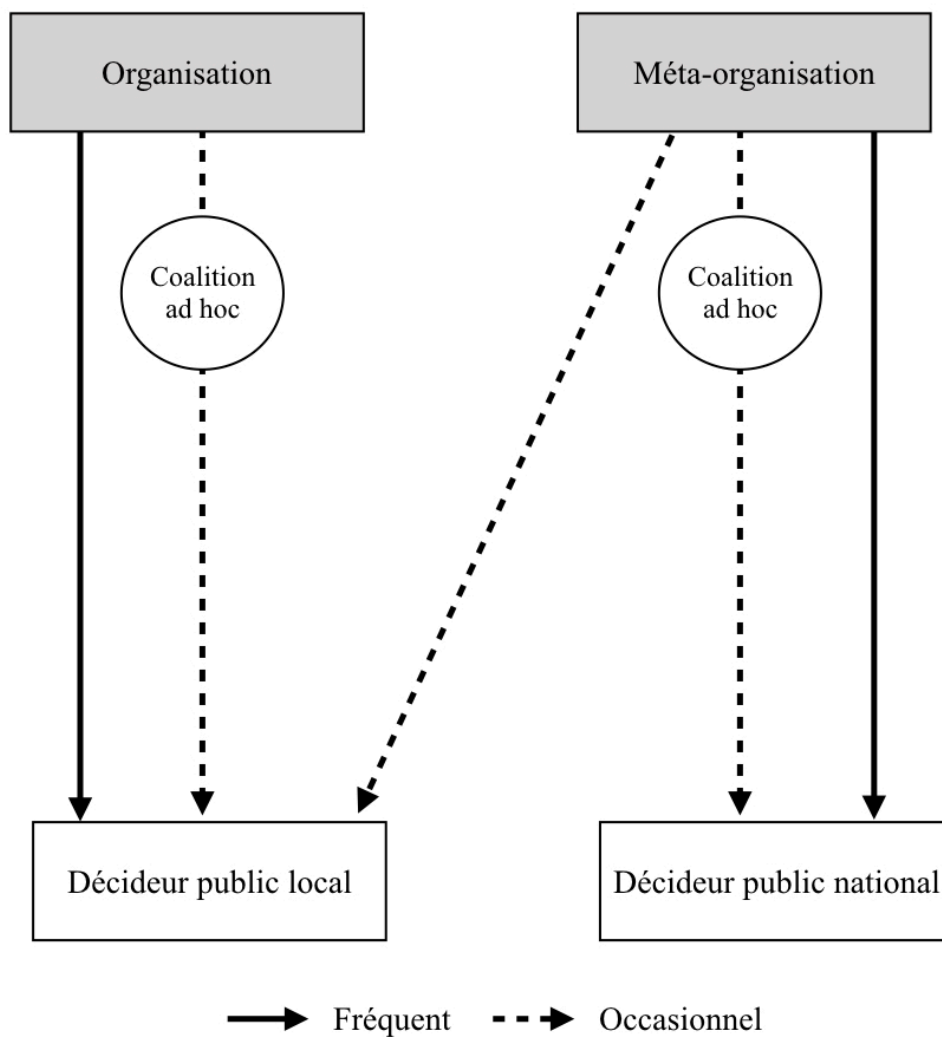 Organisation
Méta-organisation
Coalition
ad hoc
Coalition
ad hoc
Décideur public local
Décideur public national
Fréquent
Occasionnel